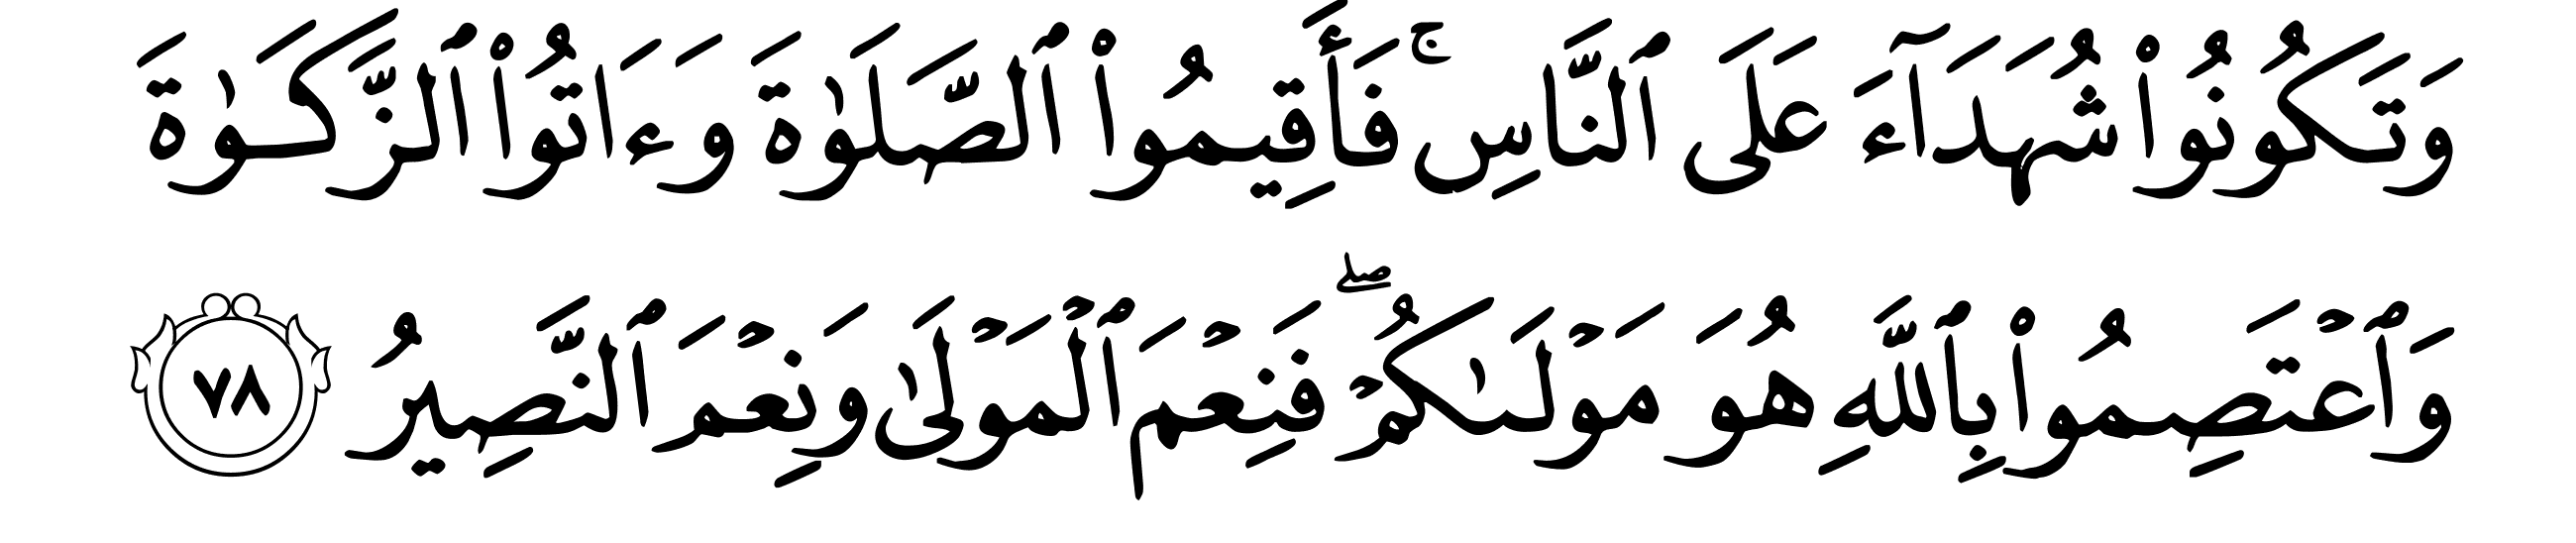 وَتَكُونُوا۟ شُهَدَآءَ عَلَى ٱلنَّاسِ ۚ فَأَقِيمُوا۟ ٱلصَّلَوٰةَ وَءَاتُوا۟ ٱلزَّكَوٰةَ
وَٱعْتَصِمُوا۟ بِٱللَّهِ هُوَ مَوْلَىٰكُمْ ۖ فَنِعْمَ ٱلْمَوْلَىٰ وَنِعْمَ ٱلنَّصِيرُ ٧٨